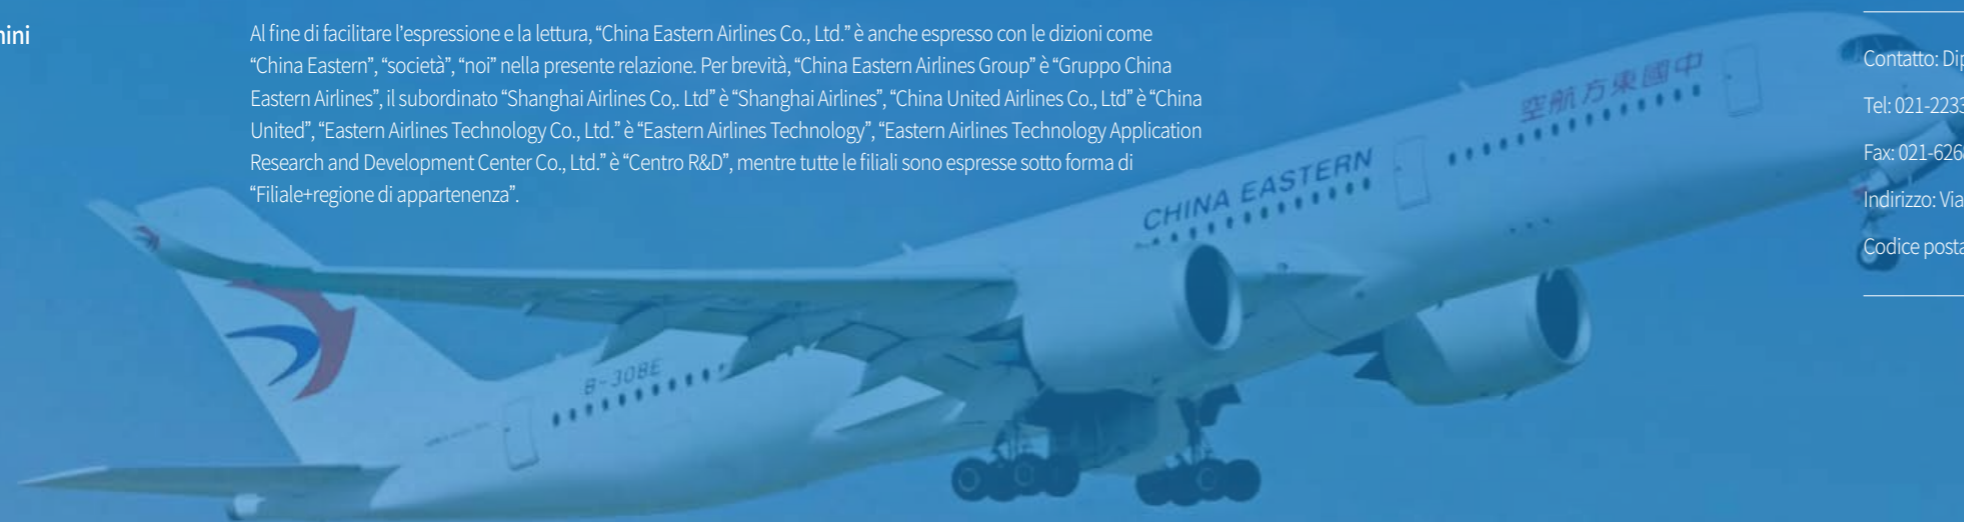 Al fine di facilitare l'espressione e la lettura, “China Eastern Airlines Co., Ltd.” è anche espresso con le dizioni come
“China Eastern”, “società”, “noi” nella presente relazione. Per brevità, “China Eastern Airlines Group” è “Gruppo China
Eastern Airlines”, il subordinato “Shanghai Airlines Co,. Ltd” è “Shanghai Airlines”, “China United Airlines Co., Ltd” è “China
United”, “Eastern Airlines Technology Co., Ltd.” è “Eastern Airlines Technology”, “Eastern Airlines Technology Application
Research and Development Center Co., Ltd.” è “Centro R&D”, mentre tutte le filiali sono espresse sotto forma di
“Filiale+regione di appartenenza”.
Contatto:
Tel: 021-2233
Fax: 021-626
Indirizzo: Via
Codice
空航方東國中
CHINA EASTERN
B-308E